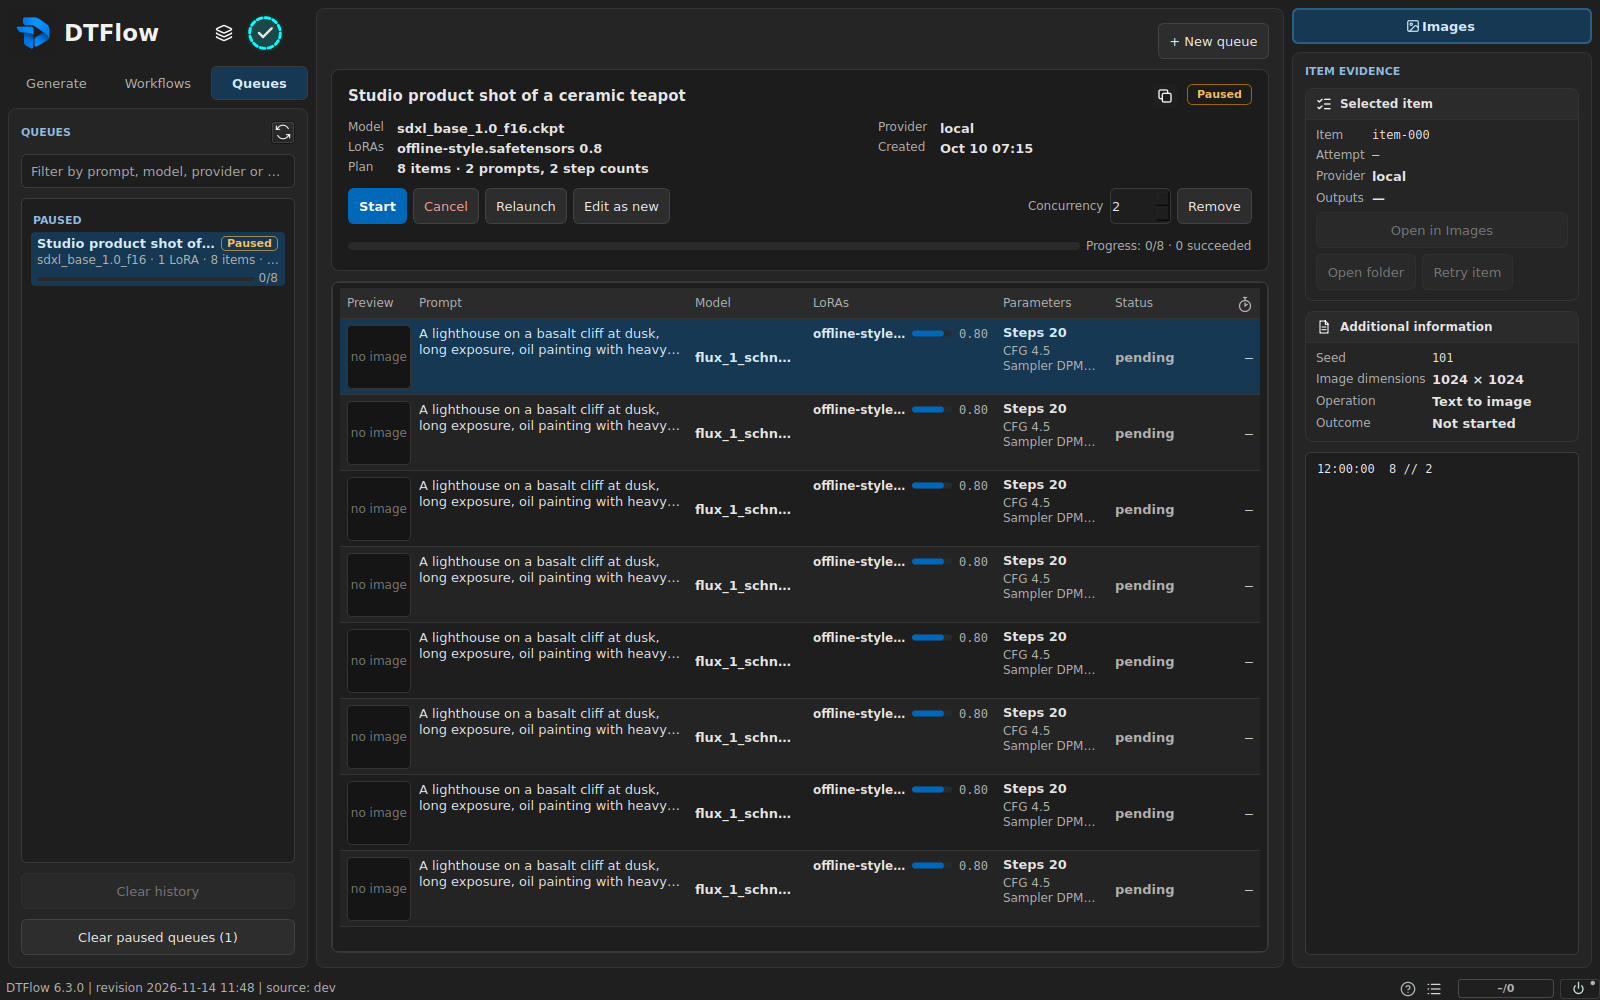 DTFlow
Generate
Workflows
Queues
QUEUES
Filter by prompt, model, provider or ...
PAUSED
Studio product shot of... Paused
sdxl_base_1.0_f16 · 1 LoRA · 8 items · ...
0/8
Clear history
Clear paused queues (1)
+ New queue
Studio product shot of a ceramic teapot
Paused
Model sdxl_base_1.0_f16.ckpt
LoRAs offline-style.safetensors 0.8
Plan 8 items · 2 prompts, 2 step counts
Provider local
Created Oct 10 07:15
Start Cancel Relaunch Edit as new
Concurrency 2 Remove
Progress: 0/8 · 0 succeeded
Preview Prompt Model LoRAs Parameters Status
no image
A lighthouse on a basalt cliff at dusk,
long exposure, oil painting with heavy...
flux_1_schn...
offline-style... 0.80
Steps 20
CFG 4.5
Sampler DPM...
pending
–
no image
A lighthouse on a basalt cliff at dusk,
long exposure, oil painting with heavy...
flux_1_schn...
offline-style... 0.80
Steps 20
CFG 4.5
Sampler DPM...
pending
–
no image
A lighthouse on a basalt cliff at dusk,
long exposure, oil painting with heavy...
flux_1_schn...
offline-style... 0.80
Steps 20
CFG 4.5
Sampler DPM...
pending
–
no image
A lighthouse on a basalt cliff at dusk,
long exposure, oil painting with heavy...
flux_1_schn...
offline-style... 0.80
Steps 20
CFG 4.5
Sampler DPM...
pending
–
no image
A lighthouse on a basalt cliff at dusk,
long exposure, oil painting with heavy...
flux_1_schn...
offline-style... 0.80
Steps 20
CFG 4.5
Sampler DPM...
pending
–
no image
A lighthouse on a basalt cliff at dusk,
long exposure, oil painting with heavy...
flux_1_schn...
offline-style... 0.80
Steps 20
CFG 4.5
Sampler DPM...
pending
–
no image
A lighthouse on a basalt cliff at dusk,
long exposure, oil painting with heavy...
flux_1_schn...
offline-style... 0.80
Steps 20
CFG 4.5
Sampler DPM...
pending
–
no image
A lighthouse on a basalt cliff at dusk,
long exposure, oil painting with heavy...
flux_1_schn...
offline-style... 0.80
Steps 20
CFG 4.5
Sampler DPM...
pending
–
Images
ITEM EVIDENCE
Selected item
Item item-000
Attempt –
Provider local
Outputs —
Open in Images
Open folder Retry item
Additional information
Seed 101
Image dimensions 1024 × 1024
Operation Text to image
Outcome Not started
12:00:00 8 // 2
DTFlow 6.3.0 | revision 2026-11-14 11:48 | source: dev
–/0